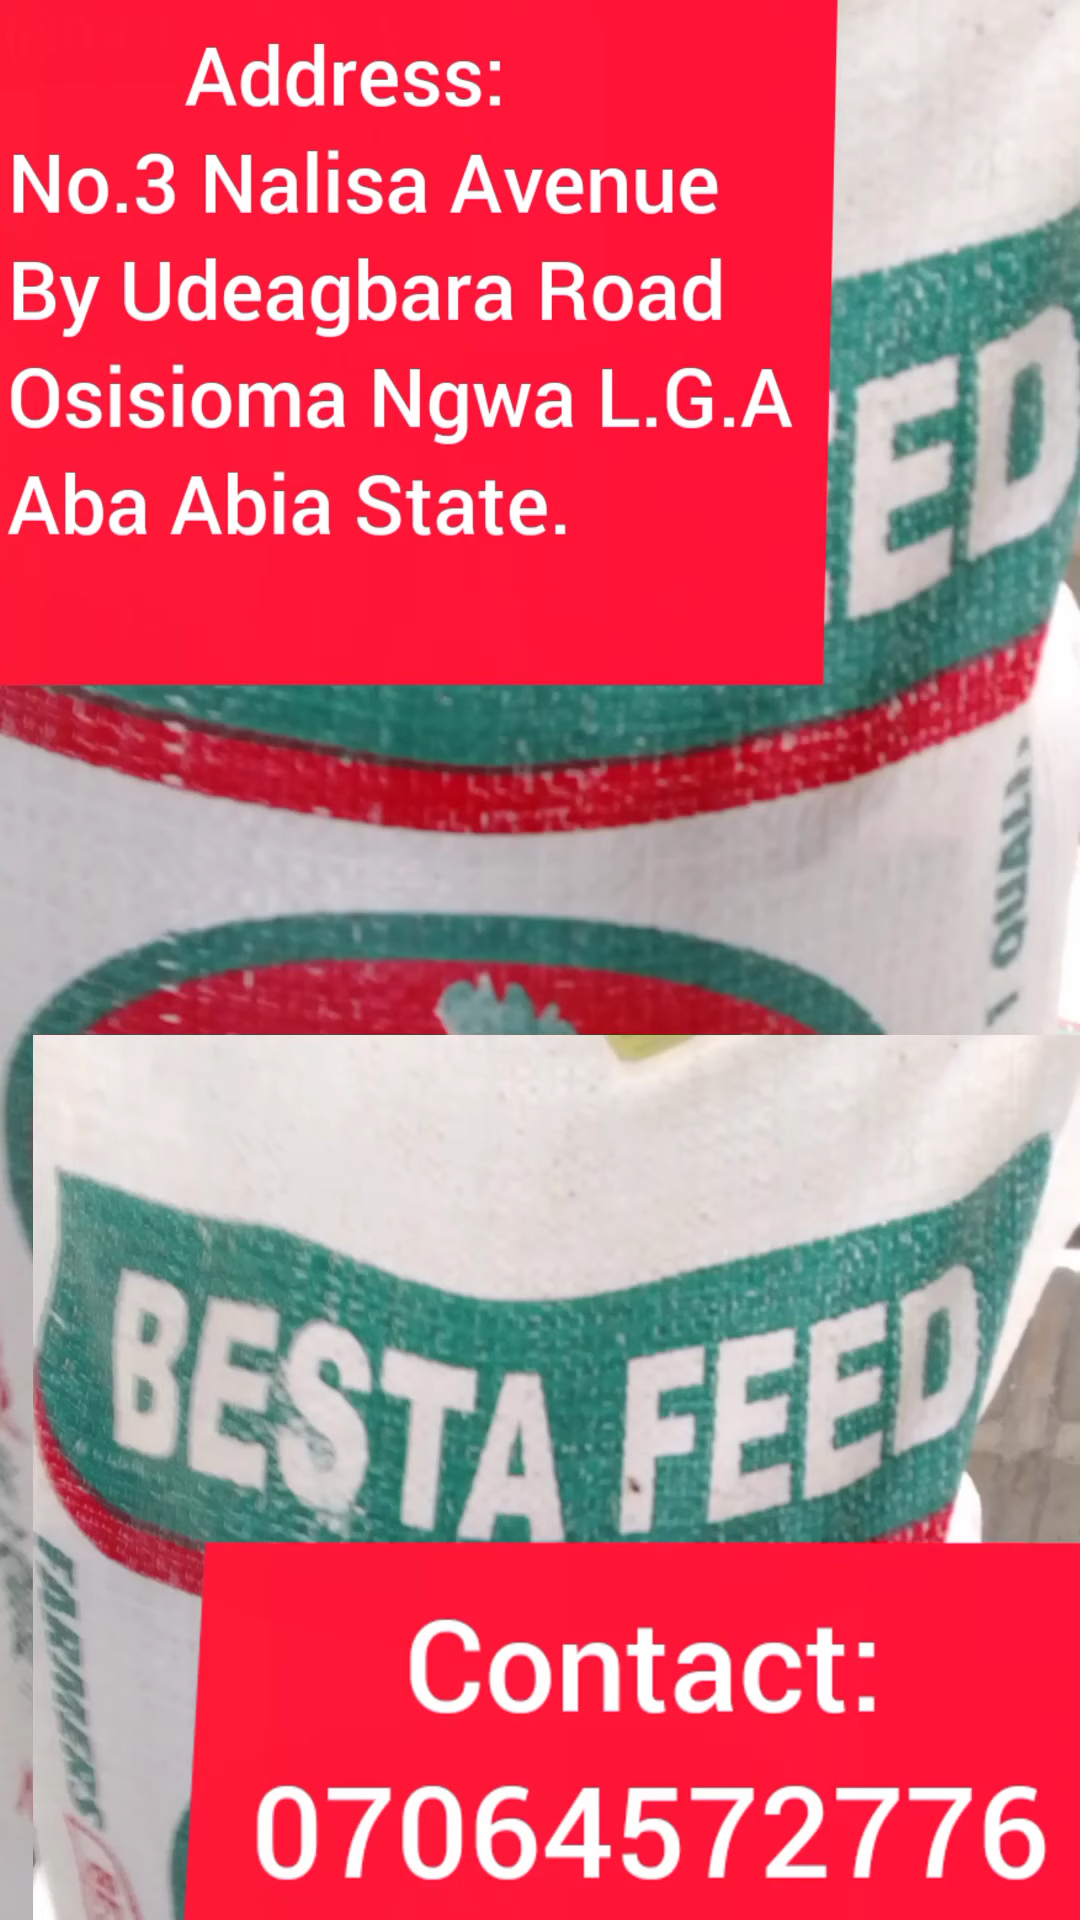 Address:
No.3 Nalisa Avenue
By Udeagbara Road
Osisioma Ngwa L.G.A
Aba Abia State.
ED
1 QUALI
BESTA FEED
FARMERS
Contact:
07064572776